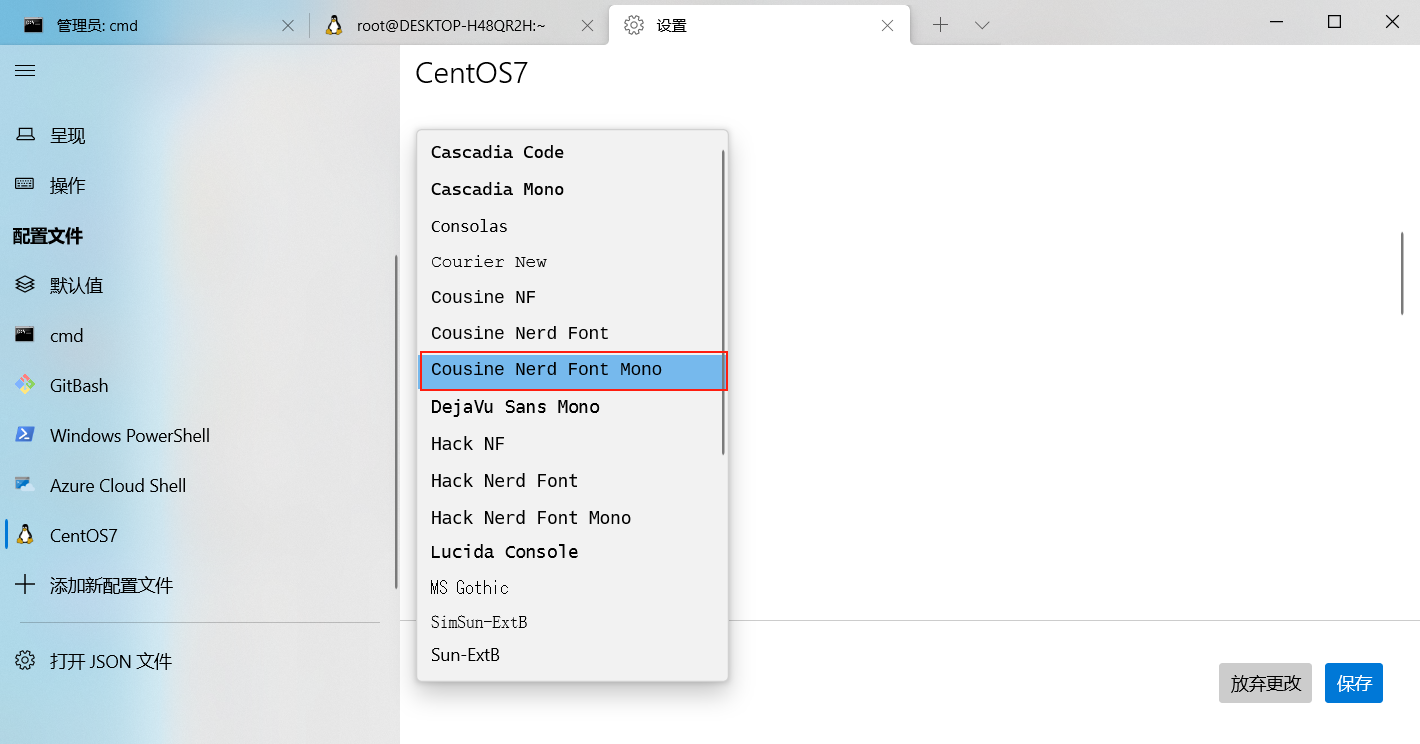 管理员: cmd
root@DESKTOP-H48QR2H:~
设置
呈现
操作
配置文件
默认值
cmd
GitBash
Windows PowerShell
Azure Cloud Shell
CentOS7
添加新配置文件
打开 JSON 文件
CentOS7
Cascadia Code
Cascadia Mono
Consolas
Courier New
Cousine NF
Cousine Nerd Font
Cousine Nerd Font Mono
DejaVu Sans Mono
Hack NF
Hack Nerd Font
Hack Nerd Font Mono
Lucida Console
MS Gothic
SimSun-ExtB
Sun-ExtB
放弃更改
保存